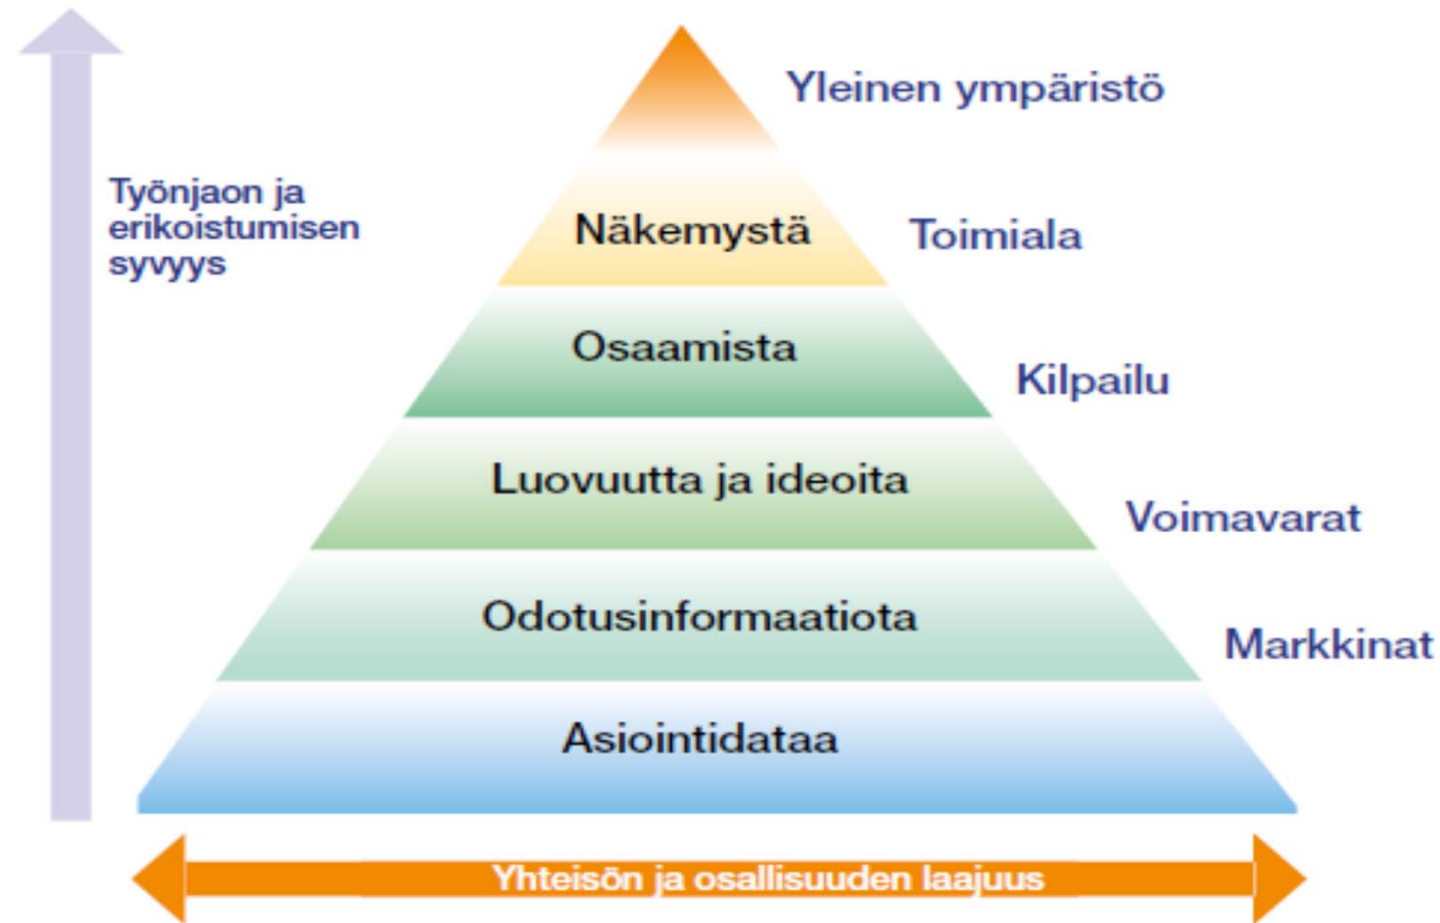 Yleinen ympäristö
Työnjaon ja
erikoistumisen
syvyys
Näkemystä
Toimiala
Osaamista
Kilpailu
Luovuutta ja ideoita
Voimavarat
Odotusinformaatiota
Markkinat
Asiointidataa
Yhteisön ja osallisuuden laajuus